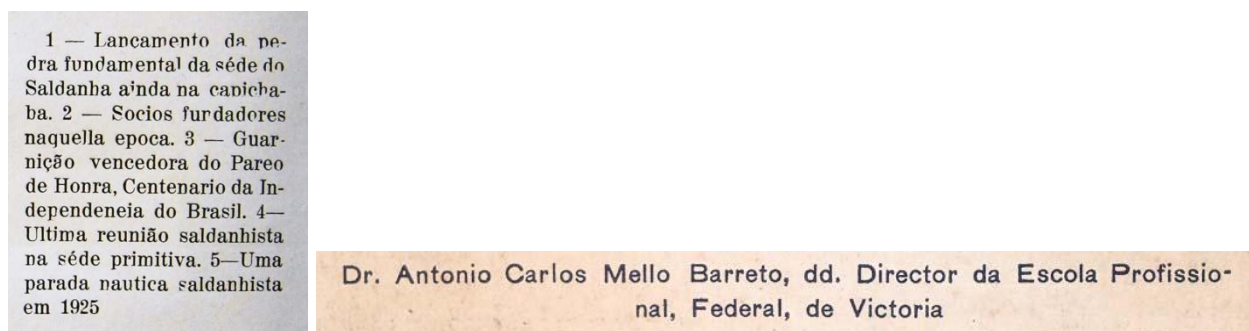 1 — Lançamento da pe-
dra fundamental da séde do
Saldanha ainda na capicha-
ba. 2 — Socios fundadores
naquella epoca. 3 — Guar-
nição vencedora do Pareo
de Honra, Centenario da In-
dependeneia do Brasil. 4—
Ultima reunião saldanhista
na séde primitiva. 5—Uma
parada nautica saldanhista
em 1925
Dr. Antonio Carlos Mello Barreto, dd. Director da Escola Profissio-
nal, Federal, de Victoria